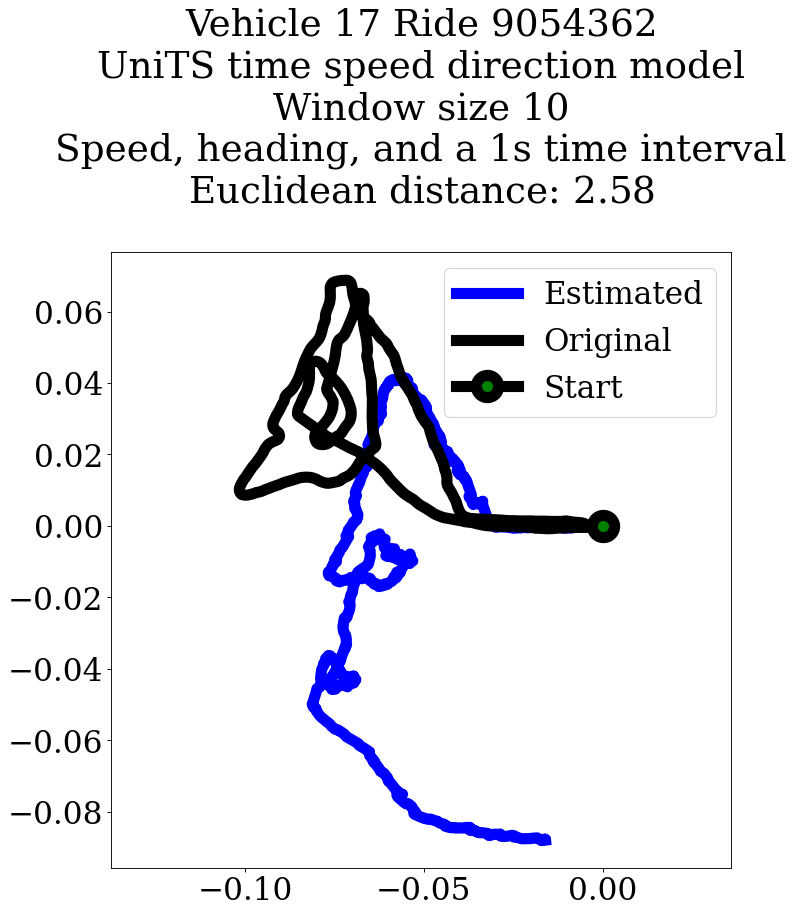 Vehicle 17 Ride 9054362
UniTS time speed direction model
Window size 10
Speed, heading, and a 1s time interval
Euclidean distance: 2.58
Estimated
Original
Start
0.06
0.04
0.02
0.00
−0.02
−0.04
−0.06
−0.08
−0.10
−0.05
0.00